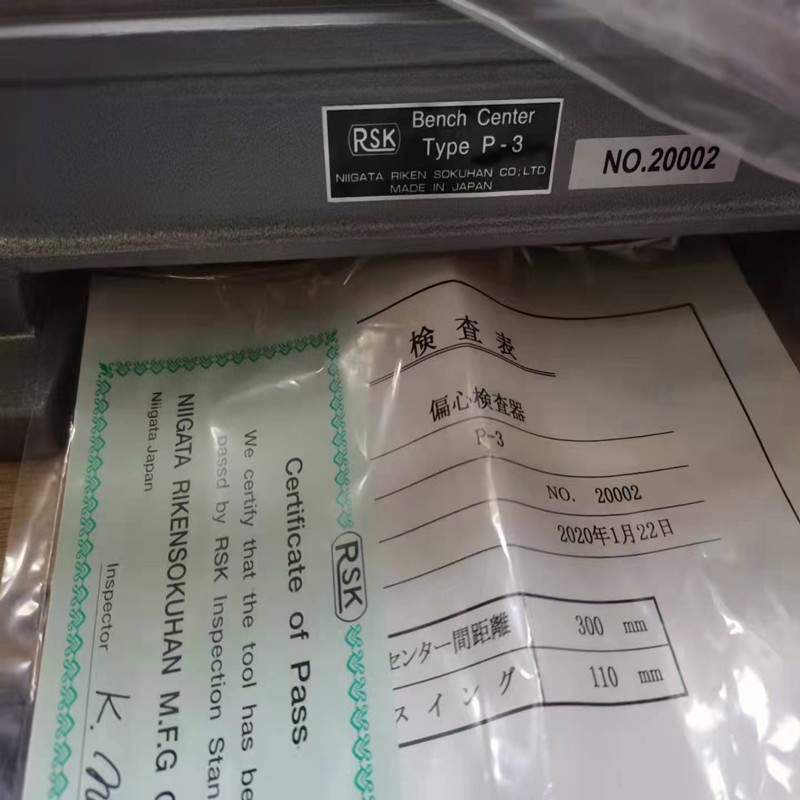 RSK
Bench Center
Type P-3
NIIGATA RIKEN SOKUHAN CO;LTD
MADE IN JAPAN
NO.20002
検査表
偏心検査器
P-3
NO. 20002
2020年1月22日
センター間距離 300 mm
スイング 110 mm
RSK
Certificate of Pass
We certify that the tool has be
passd by RSK Inspection Stan
NIIGATA RIKENSOKUHAN M.F.G
Niigata Japan
Inspector K.